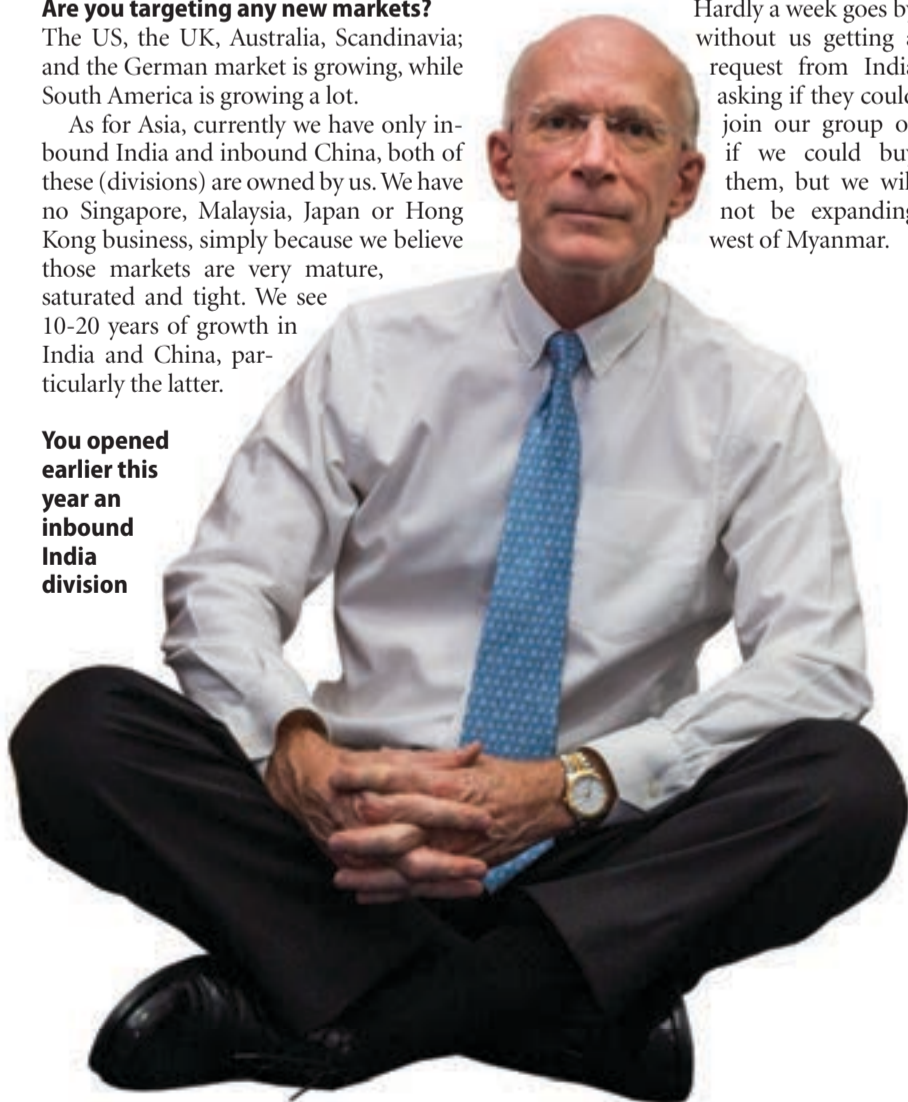 Are you targeting any new markets?
The US, the UK, Australia, Scandinavia;
and the German market is growing, while
South America is growing a lot.
As for Asia, currently we have only in-
bound India and inbound China, both of
these (divisions) are owned by us. We have
no Singapore, Malaysia, Japan or Hong
Kong business, simply because we believe
those markets are very mature,
saturated and tight. We see
10-20 years of growth in
India and China, par-
ticularly the latter.
You opened
earlier this
year an
inbound
India
division
Hardly a week goes by
without us getting
request from India
asking if they could
join our group
if we could buy
them, but we will
not be expanding
west of Myanmar.